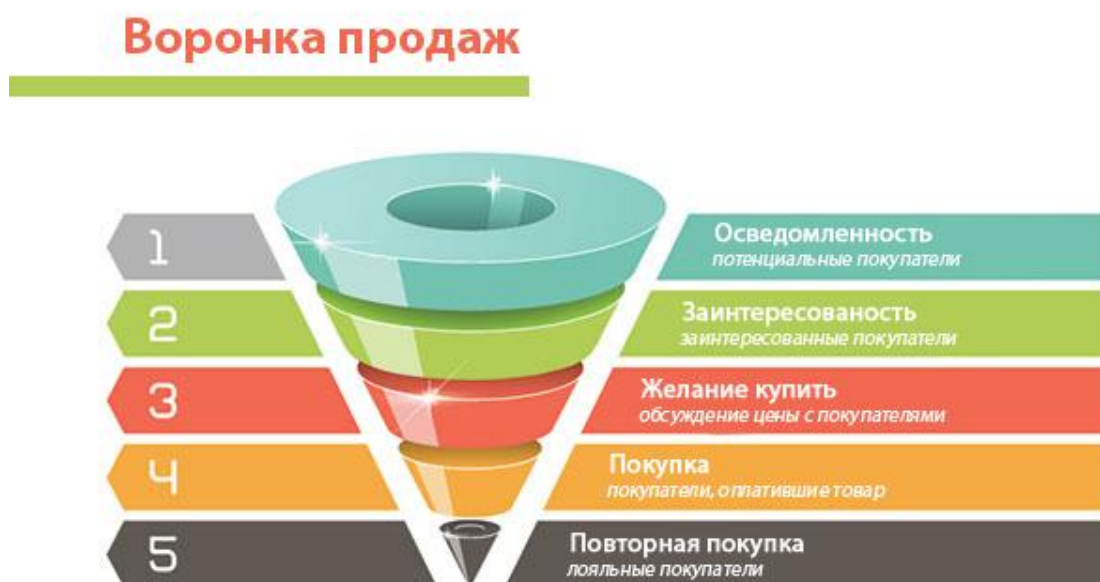 Воронка продаж
1
Осведомленность
потенциальные покупатели
2
Заинтересованость
заинтересованные покупатели
3
Желание купить
обсуждение цены с покупателями
4
Покупка
покупатели, оплатившие товар
5
Повторная покупка
лояльные покупатели